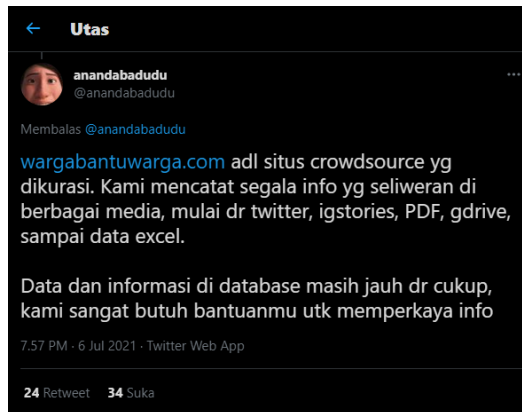 ← Utas
anandabadudu
@anandabadudu
Membalas @anandabadudu
wargabantuwarga.com adl situs crowdsource yg
dikurasi. Kami mencatat segala info yg seliweran di
berbagai media, mulai dr twitter, igstories, PDF, gdrive,
sampai data excel.
Data dan informasi di database masih jauh dr cukup,
kami sangat butuh bantuanmu utk memperkaya info
7.57 PM · 6 Jul 2021 · Twitter Web App
24 Retweet 34 Suka